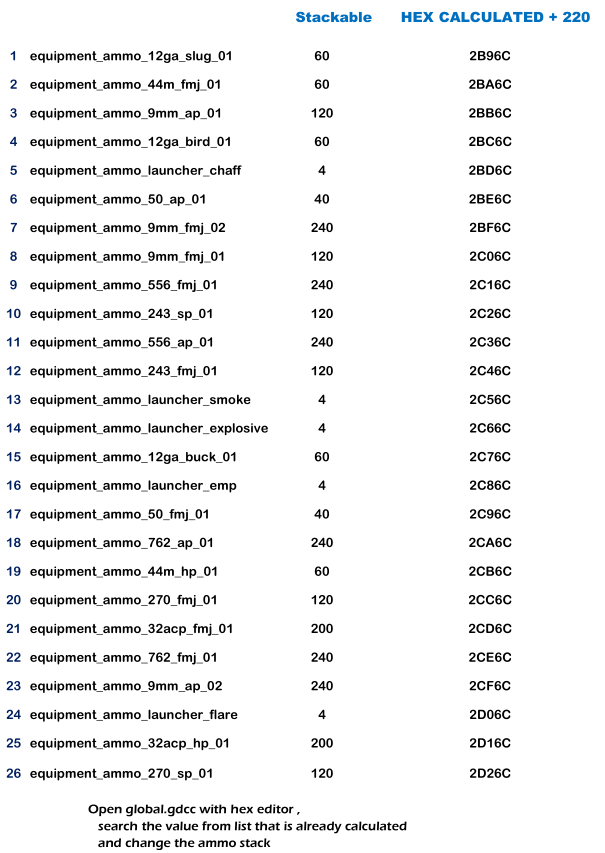 Stackable HEX CALCULATED + 220
1 equipment_ammo_12ga_slug_01 60 2B96C
2 equipment_ammo_44m_fmj_01 60 2BA6C
3 equipment_ammo_9mm_ap_01 120 2BB6C
4 equipment_ammo_12ga_bird_01 60 2BC6C
5 equipment_ammo_launcher_chaff 4 2BD6C
6 equipment_ammo_50_ap_01 40 2BE6C
7 equipment_ammo_9mm_fmj_02 240 2BF6C
8 equipment_ammo_9mm_fmj_01 120 2C06C
9 equipment_ammo_556_fmj_01 240 2C16C
10 equipment_ammo_243_sp_01 120 2C26C
11 equipment_ammo_556_ap_01 240 2C36C
12 equipment_ammo_243_fmj_01 120 2C46C
13 equipment_ammo_launcher_smoke 4 2C56C
14 equipment_ammo_launcher_explosive 4 2C66C
15 equipment_ammo_12ga_buck_01 60 2C76C
16 equipment_ammo_launcher_emp 4 2C86C
17 equipment_ammo_50_fmj_01 40 2C96C
18 equipment_ammo_762_ap_01 240 2CA6C
19 equipment_ammo_44m_hp_01 60 2CB6C
20 equipment_ammo_270_fmj_01 120 2CC6C
21 equipment_ammo_32acp_fmj_01 200 2CD6C
22 equipment_ammo_762_fmj_01 240 2CE6C
23 equipment_ammo_9mm_ap_02 240 2CF6C
24 equipment_ammo_launcher_flare 4 2D06C
25 equipment_ammo_32acp_hp_01 200 2D16C
26 equipment_ammo_270_sp_01 120 2D26C
Open global.gdcc with hex editor ,
search the value from list that is already calculated
and change the ammo stack